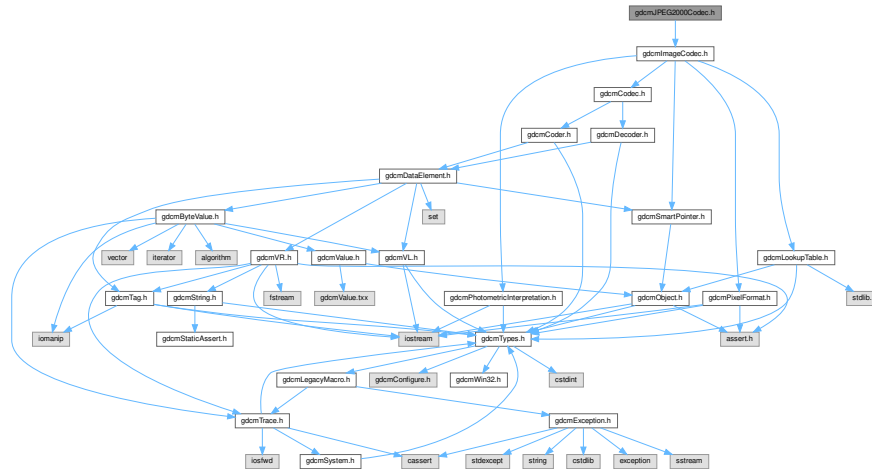 gdcmJPEG2000Codec.h
gdcmImageCodec.h
gdcmCodec.h
gdcmCoder.h
gdcmDecoder.h
gdcmDataElement.h
gdcmByteValue.h
set
gdcmSmartPointer.h
vector
iterator
algorithm
gdcmVR.h
gdcmValue.h
gdcmVL.h
gdcmLookupTable.h
gdcmTag.h
gdcmString.h
fstream
gdcmValue.txx
gdcmPhotometricInterpretation.h
gdcmObject.h
gdcmPixelFormat.h
stdlib.
iomanip
gdcmStaticAssert.h
iostream
gdcmTypes.h
assert.h
gdcmLegacyMacro.h
gdcmConfigure.h
gdcmWin32.h
cstdint
gdcmTrace.h
gdcmException.h
iosfwd
gdcmSystem.h
cassert
stdexcept
string
cstdlib
exception
sstream